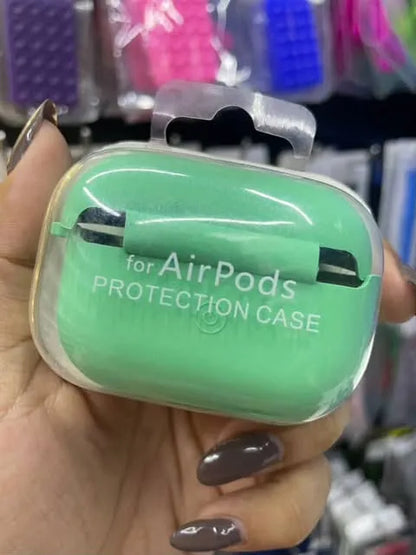 for AirPods
PROTECTION CASE